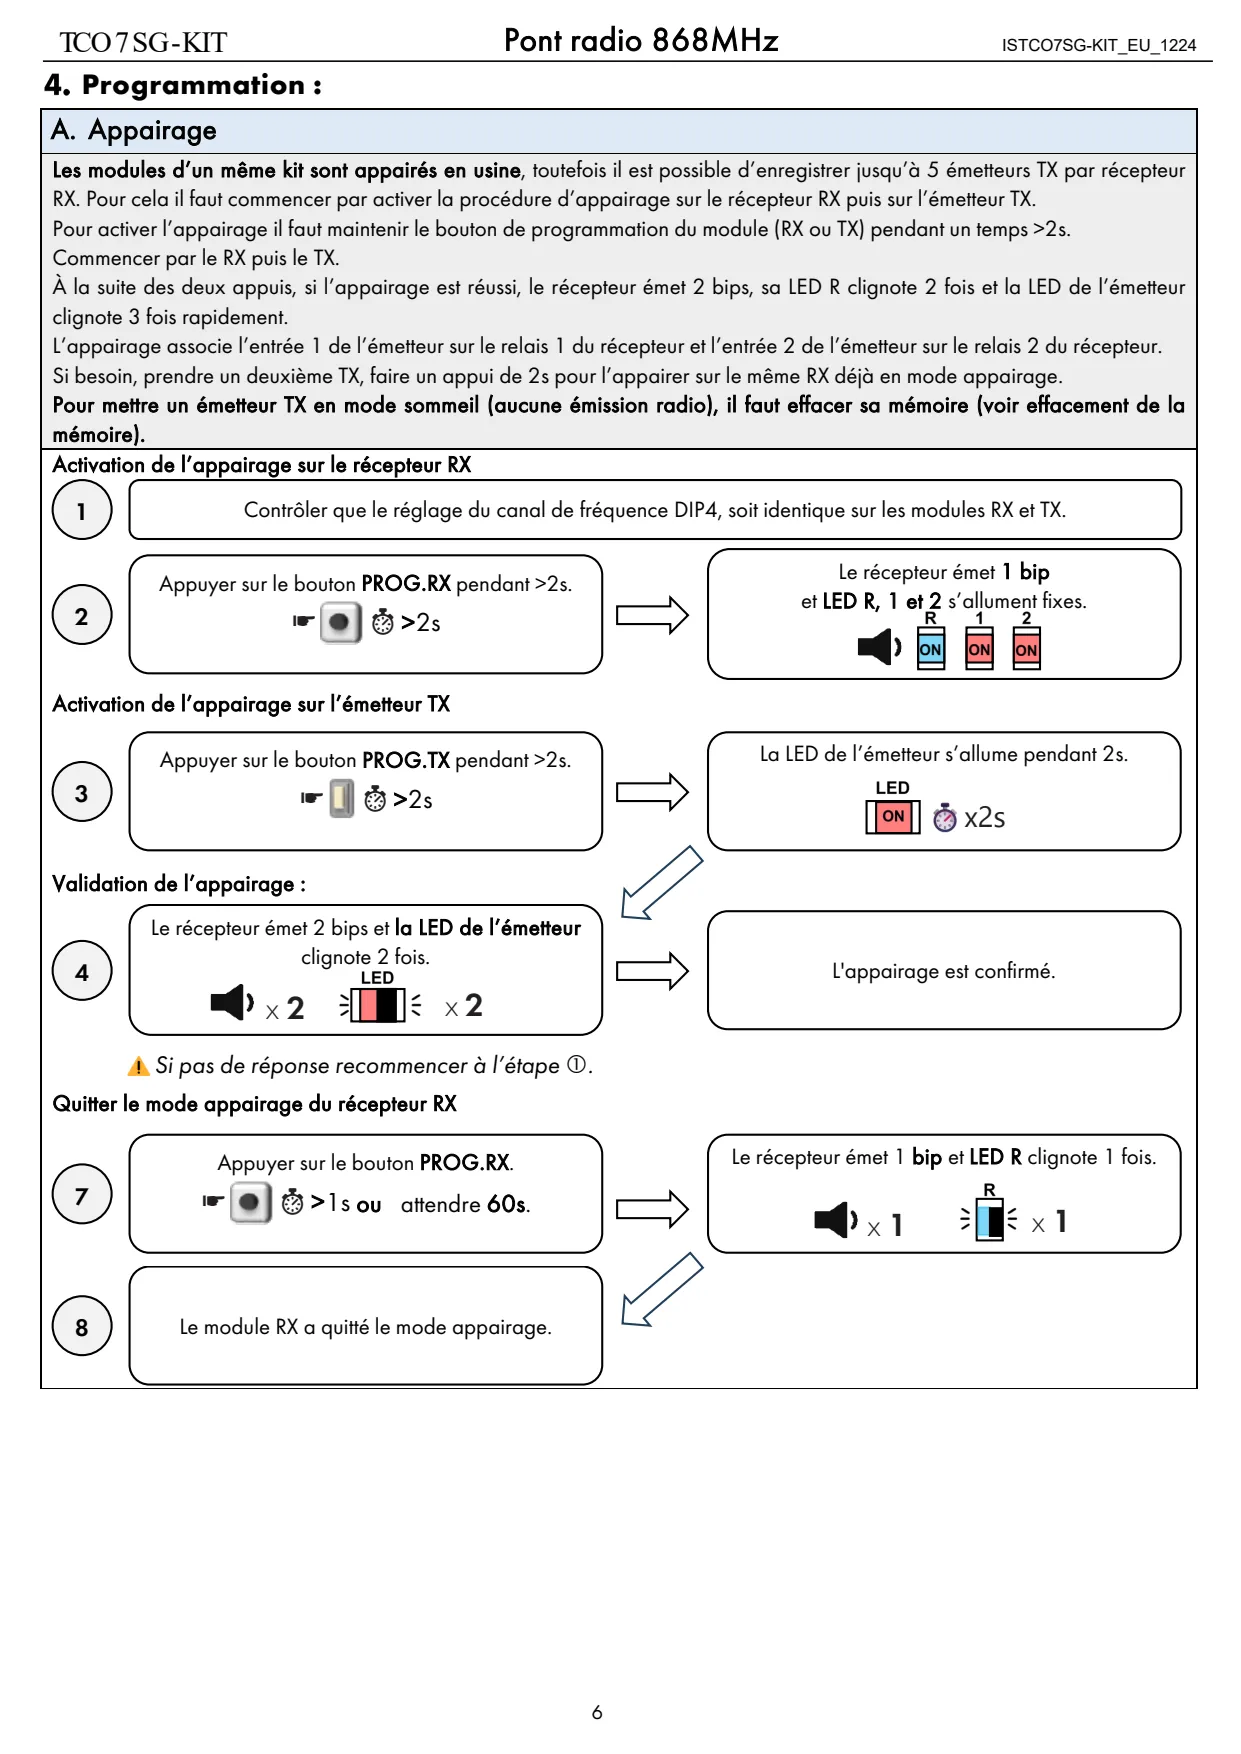 TCO7SG-KIT
Pont radio 868MHz
ISTCO7SG-KIT_EU_1224
4. Programmation :
A. Appairage
Les modules d’un même kit sont appairés en usine, toutefois il est possible d’enregistrer jusqu’à 5 émetteurs TX par récepteur
RX. Pour cela il faut commencer par activer la procédure d’appairage sur le récepteur RX puis sur l’émetteur TX.
Pour activer l’appairage il faut maintenir le bouton de programmation du module (RX ou TX) pendant un temps >2s.
Commencer par le RX puis le TX.
À la suite des deux appuis, si l’appairage est réussi, le récepteur émet 2 bips, sa LED R clignote 2 fois et la LED de l’émetteur
clignote 3 fois rapidement.
L’appairage associe l’entrée 1 de l’émetteur sur le relais 1 du récepteur et l’entrée 2 de l’émetteur sur le relais 2 du récepteur.
Si besoin, prendre un deuxième TX, faire un appui de 2s pour l’appairer sur le même RX déjà en mode appairage.
Pour mettre un émetteur TX en mode sommeil (aucune émission radio), il faut effacer sa mémoire (voir effacement de la
mémoire).
Activation de l’appairage sur le récepteur RX
1
Contrôler que le réglage du canal de fréquence DIP4, soit identique sur les modules RX et TX.
2
Appuyer sur le bouton PROG.RX pendant >2s.
>2s
Le récepteur émet 1 bip
et LED R, 1 et 2 s’allument fixes.
R 1 2
ON ON ON
Activation de l’appairage sur l’émetteur TX
3
Appuyer sur le bouton PROG.TX pendant >2s.
>2s
La LED de l’émetteur s’allume pendant 2s.
LED
ON x2s
Validation de l’appairage :
4
Le récepteur émet 2 bips et la LED de l’émetteur
clignote 2 fois.
LED
x 2 x 2
L'appairage est confirmé.
Si pas de réponse recommencer à l’étape ①.
Quitter le mode appairage du récepteur RX
7
Appuyer sur le bouton PROG.RX.
>1s ou attendre 60s.
Le récepteur émet 1 bip et LED R clignote 1 fois.
R
x 1 x 1
8
Le module RX a quitté le mode appairage.
6